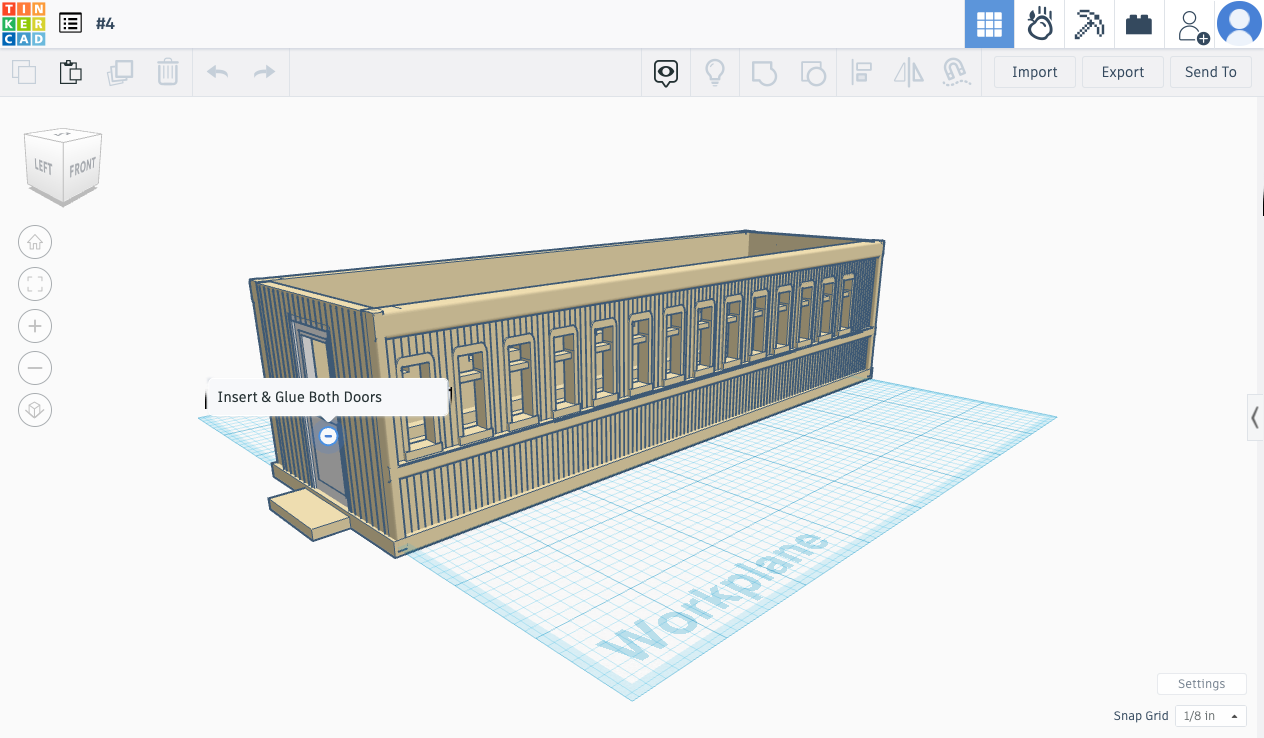 TIN
KER
CAD
#4
Import
Export
Send To
LEFT
FRONT
Insert & Glue Both Doors
Workplane
Settings
Snap Grid
1/8 in